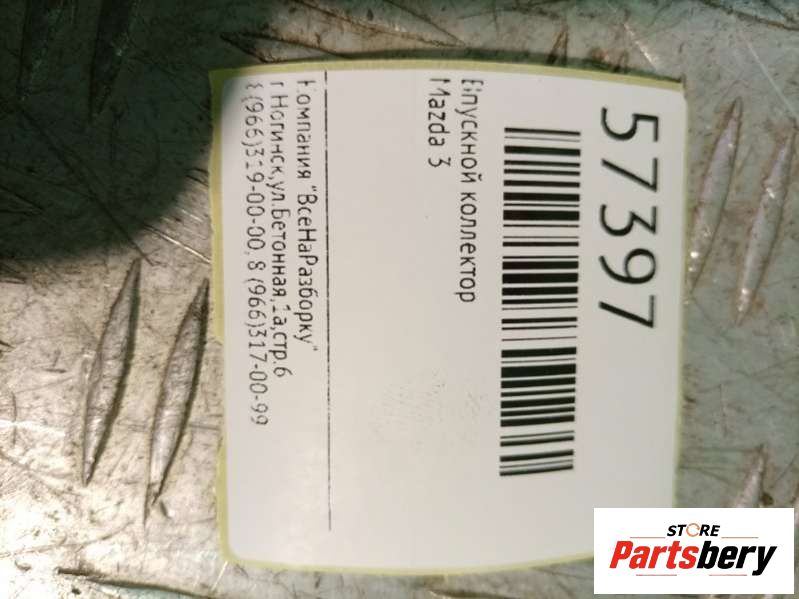 57397
Впускной коллектор
Mazda 3
Компания "ВсеНаРазборку"
г Ногинск,ул.Бетонная,1а,стр.6
8 (966)319-00-00, 8 (966)317-00-99
STORE
Partsbery